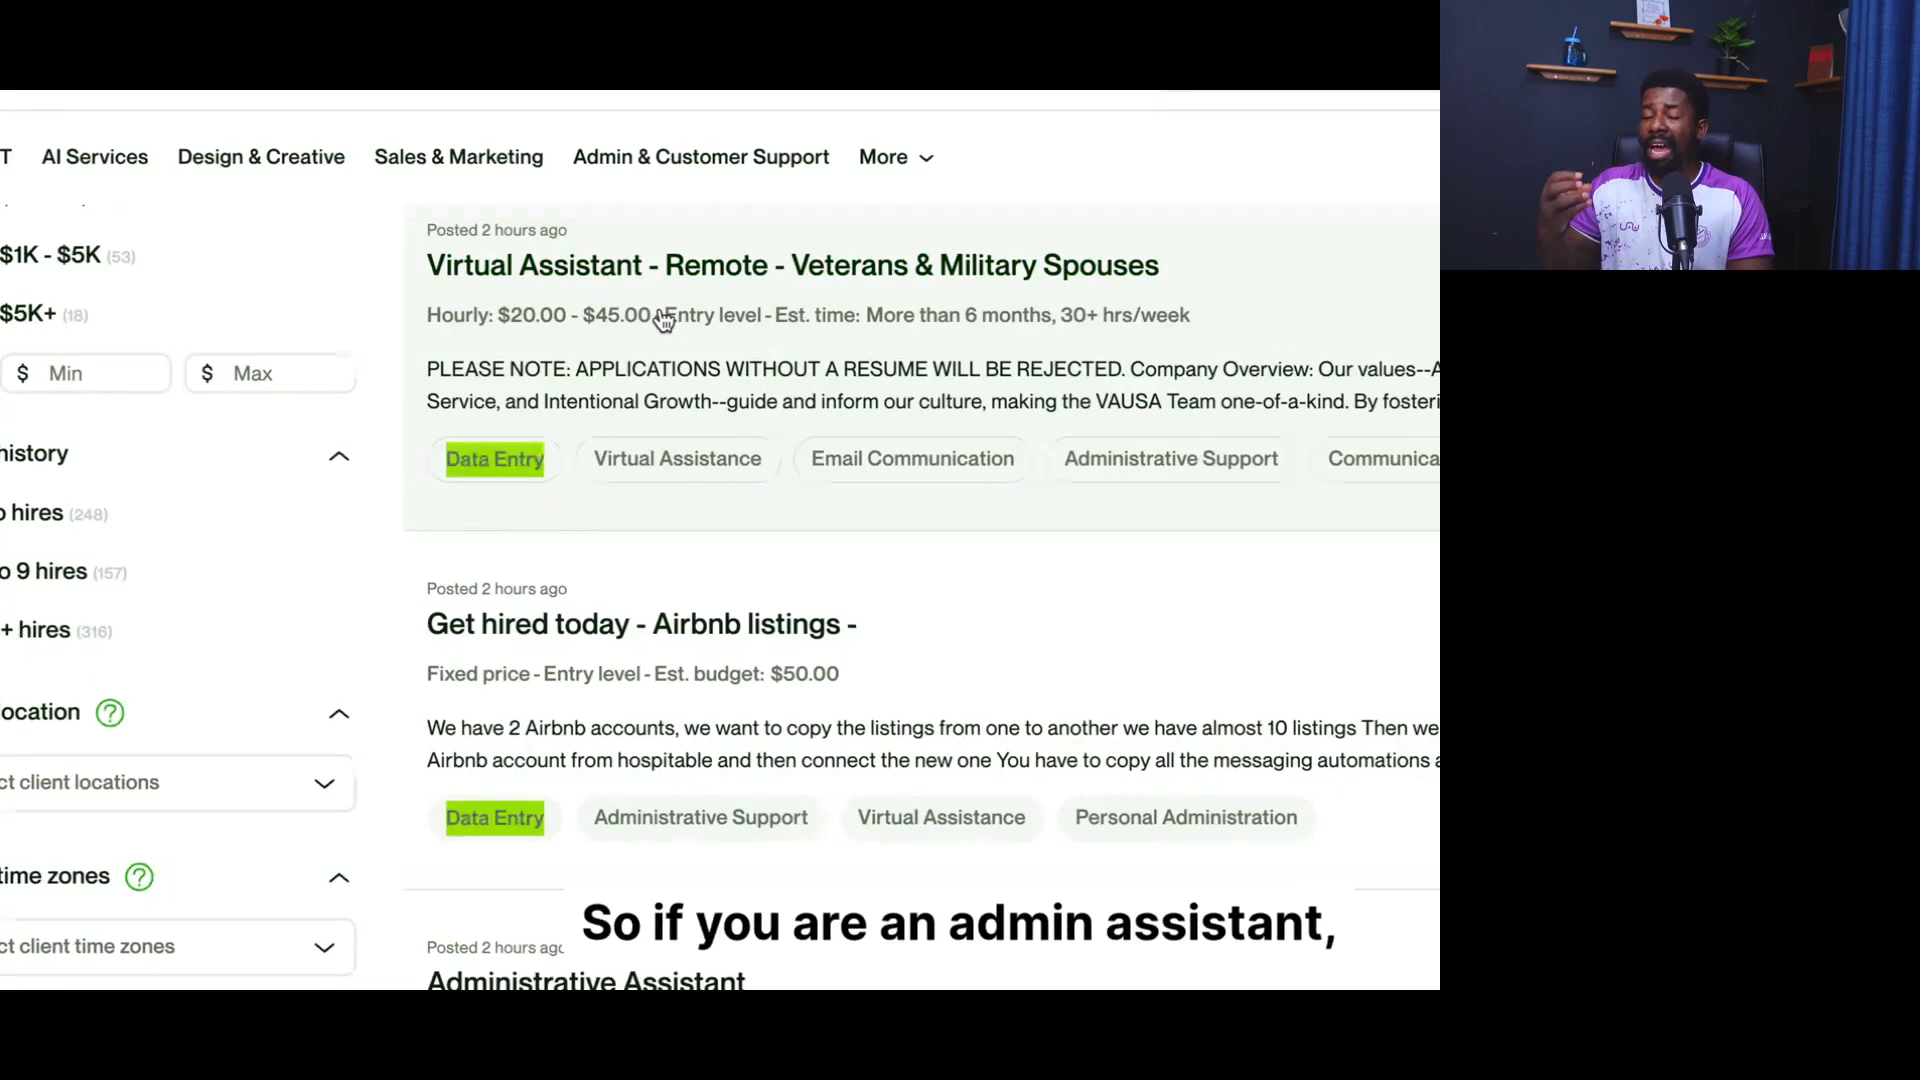 T AI Services Design & Creative Sales & Marketing Admin & Customer Support More
$1K - $5K (53)
$5K+ (18)
$ Min $ Max
history
hires (248)
o 9 hires (157)
+ hires (316)
location ?
ct client locations
time zones ?
ct client time zones
Posted 2 hours ago
Virtual Assistant - Remote - Veterans & Military Spouses
Hourly: $20.00 - $45.00 Entry level - Est. time: More than 6 months, 30+ hrs/week
PLEASE NOTE: APPLICATIONS WITHOUT A RESUME WILL BE REJECTED. Company Overview: Our values--A
Service, and Intentional Growth--guide and inform our culture, making the VAUSA Team one-of-a-kind. By fosteri
Data Entry Virtual Assistance Email Communication Administrative Support Communica
Posted 2 hours ago
Get hired today - Airbnb listings -
Fixed price - Entry level - Est. budget: $50.00
We have 2 Airbnb accounts, we want to copy the listings from one to another we have almost 10 listings Then we
Airbnb account from hospitable and then connect the new one You have to copy all the messaging automations a
Data Entry Administrative Support Virtual Assistance Personal Administration
Posted 2 hours ago
Administrative Assistant
So if you are an admin assistant,